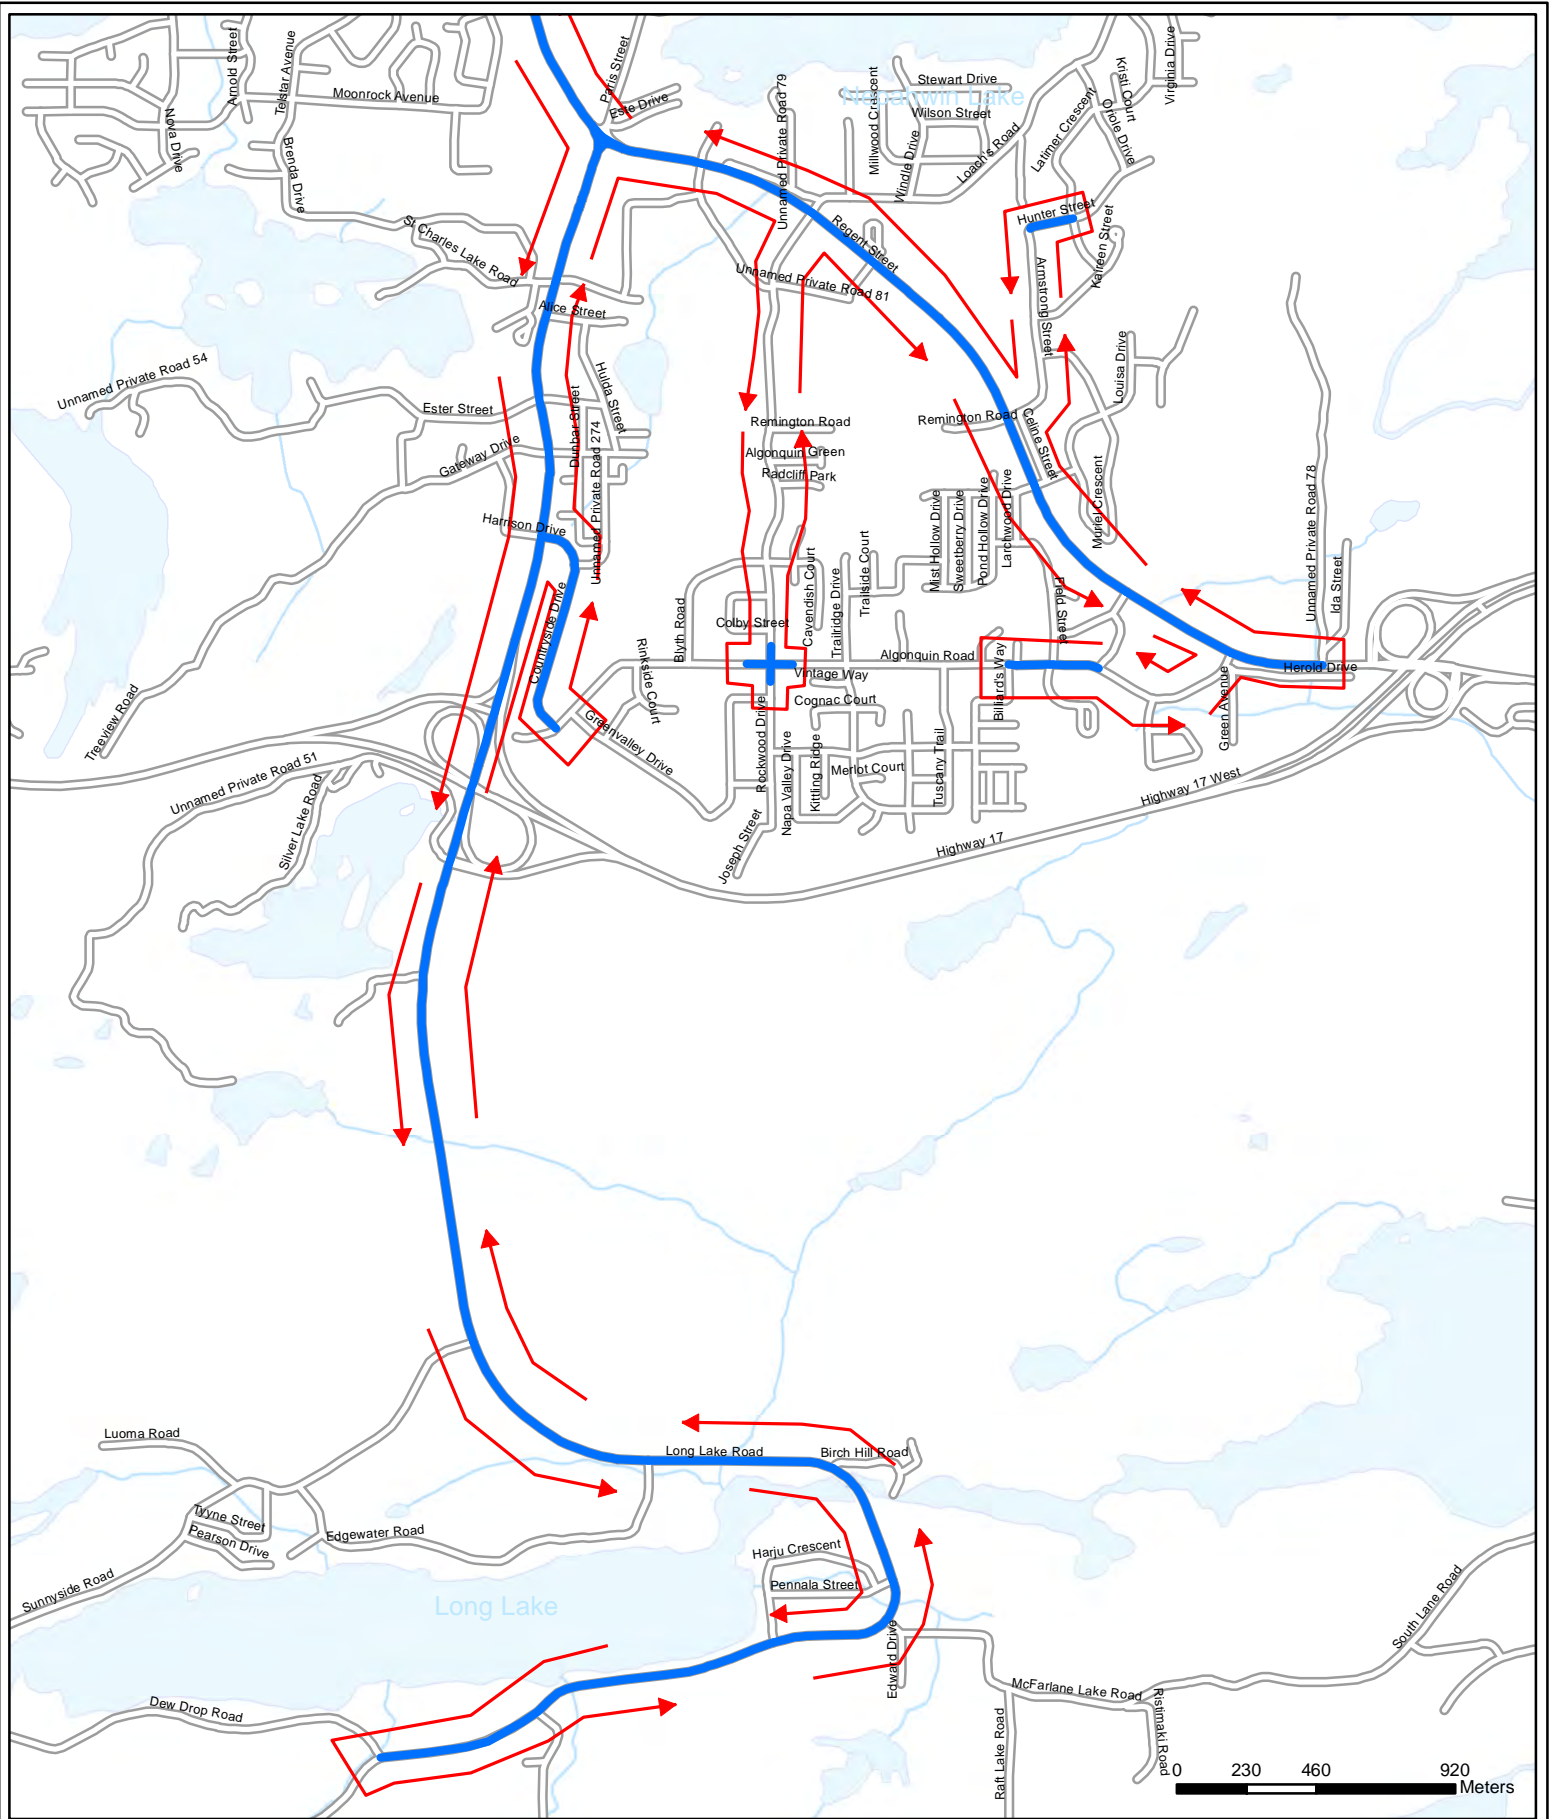 Arnold Street
Telstar Avenue
Moonrock Avenue
Nova Drive
Brenda Drive
Paris Street
Este Drive
Unnamed Private Road 79
Millwood Crescent
Stewart Drive
Nepahwin Lake
Wilson Street
Windle Drive
Loach's Road
Latimer Crescent
Kristi Court
Oriole Drive
Virginia Drive
Hunter Street
Kaireen Street
Armstrong Street
St Charles Lake Road
Regent Street
Unnamed Private Road 81
Alice Street
Unnamed Private Road 54
Ester Street
Hulda Street
Dunbar Street
Unnamed Private Road 274
Gateway Drive
Harrison Drive
Remington Road
Algonquin Green
Radcliff Park
Remington Road
Celine Street
Louisa Drive
Muriel Crescent
Mist Hollow Drive
Sweetberry Drive
Pond Hollow Drive
Larchwood Drive
Unnamed Private Road 78
Ida Street
Field Street
Trailside Court
Trailridge Drive
Cavendish Court
Colby Street
Blyth Road
Rinkside Court
Countryside Drive
Algonquin Road
Vintage Way
Cognac Court
Billiard's Way
Herold Drive
Green Avenue
Greenvalley Drive
Rockwood Drive
Napa Valley Drive
Kittling Ridge
Merlot Court
Tuscany Trail
Joseph Street
Highway 17 West
Highway 17
Treeview Road
Unnamed Private Road 51
Silver Lake Road
Luoma Road
Long Lake Road
Birch Hill Road
Tyyne Street
Pearson Drive
Edgewater Road
Sunnyside Road
Harju Crescent
Pennala Street
Long Lake
Edward Drive
South Lane Road
McFarlane Lake Road
Raft Lake Road
Ristimaki Road
Dew Drop Road
0 230 460 920
Meters